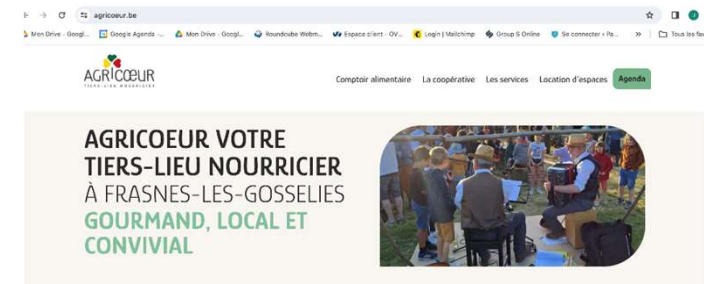 agricoeur.be
Mon Drive - Googl... Google Agenda -... Mon Drive - Googl... Roundcube Webm... Espace client - OV... Login | Mailchimp Group S Online Se connecter ‹ Pa... » Tous les fav
AGRICŒUR
TIERS-LIEU NOURRICIER
Comptoir alimentaire La coopérative Les services Location d'espaces Agenda
AGRICOEUR VOTRE
TIERS-LIEU NOURRICIER
À FRASNES-LES-GOSSELIES
GOURMAND, LOCAL ET
CONVIVIAL